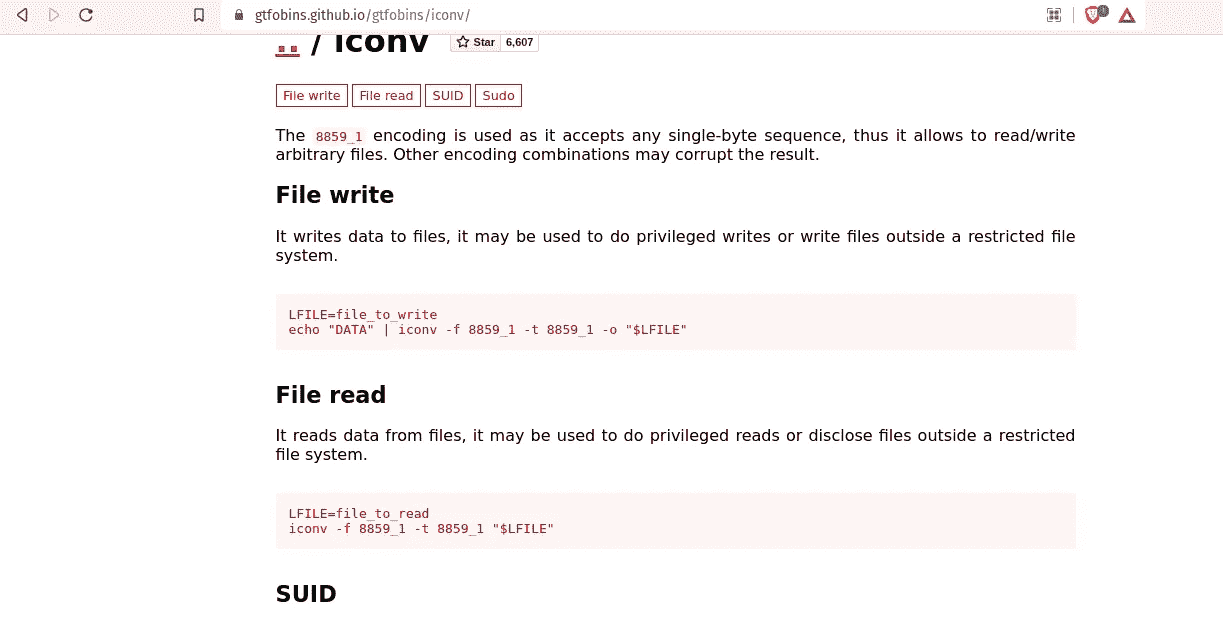 gtfobins.github.io/gtfobins/iconv/
/ iconv Star 6,607
File write File read SUID Sudo
The 8859_1 encoding is used as it accepts any single-byte sequence, thus it allows to read/write
arbitrary files. Other encoding combinations may corrupt the result.
File write
It writes data to files, it may be used to do privileged writes or write files outside a restricted file
system.
LFILE=file_to_write
echo "DATA" | iconv -f 8859_1 -t 8859_1 -o "$LFILE"
File read
It reads data from files, it may be used to do privileged reads or disclose files outside a restricted
file system.
LFILE=file_to_read
iconv -f 8859_1 -t 8859_1 "$LFILE"
SUID